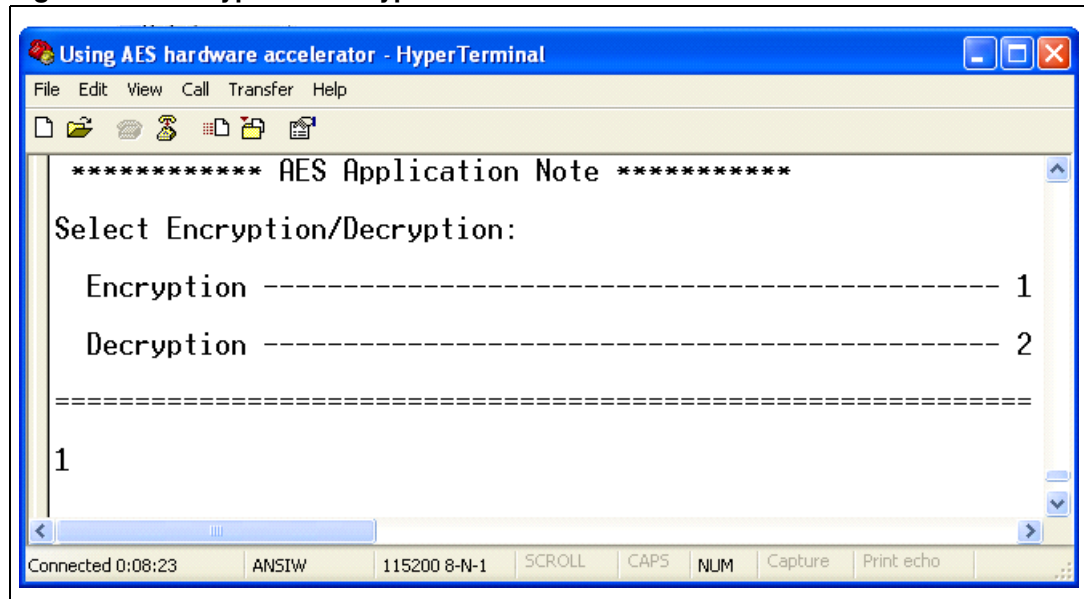 Using AES hardware accelerator - HyperTerminal
File Edit View Call Transfer Help
************ AES Application Note ***********
Select Encryption/Decryption:
Encryption ---------------------------------------------- 1
Decryption ---------------------------------------------- 2
=============================================================
1
Connected 0:08:23 ANSIW 115200 8-N-1 SCROLL CAPS NUM Capture Print echo